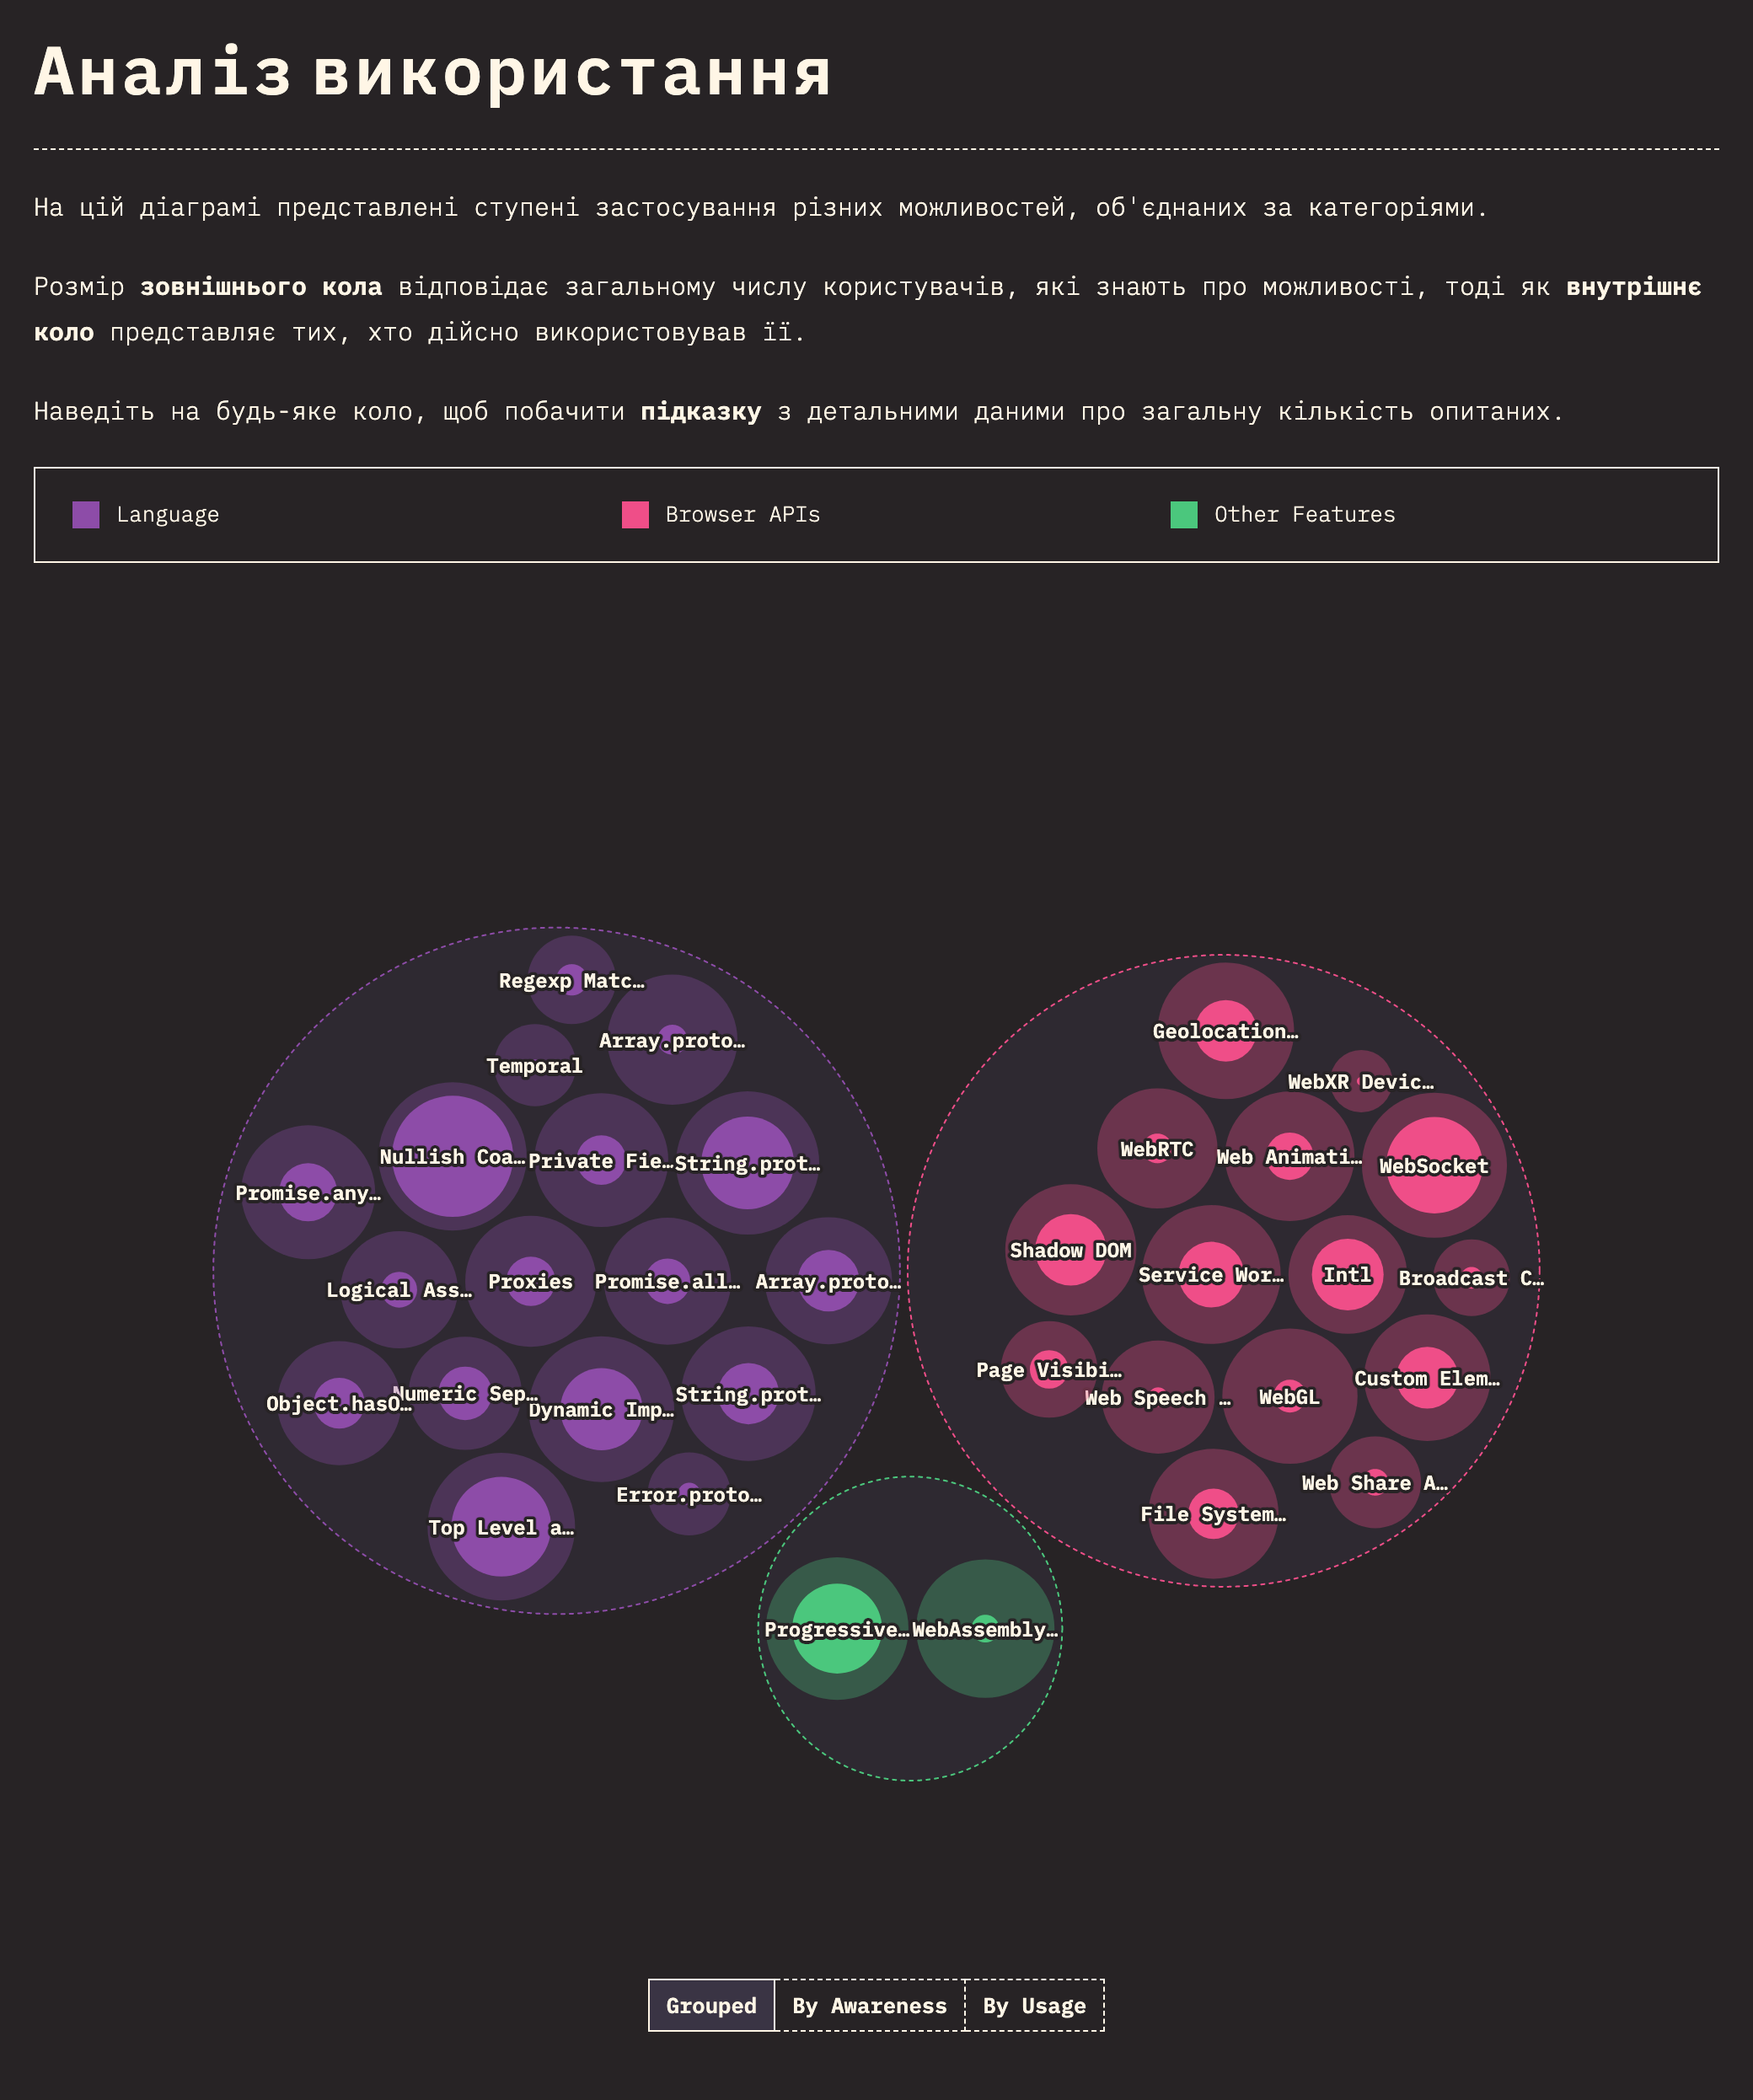 Аналіз використання
На цій діаграмі представлені ступені застосування різних можливостей, об'єднаних за категоріями.
Розмір зовнішнього кола відповідає загальному числу користувачів, які знають про можливості, тоді як внутрішнє
коло представляє тих, хто дійсно використовував її.
Наведіть на будь-яке коло, щоб побачити підказку з детальними даними про загальну кількість опитаних.
Language
Browser APIs
Other Features
Regexp Matc…
Array.proto…
Temporal
Nullish Coa…
Private Fie…
String.prot…
Promise.any…
Logical Ass…
Proxies
Promise.all…
Array.proto…
Object.hasO…
Numeric Sep…
Dynamic Imp…
String.prot…
Error.proto…
Top Level a…
Geolocation…
WebXR Devic…
WebRTC
Web Animati…
WebSocket
Shadow DOM
Service Wor…
Intl
Broadcast C…
Page Visibi…
Web Speech …
WebGL
Custom Elem…
Web Share A…
File System…
Progressive…
WebAssembly…
Grouped
By Awareness
By Usage